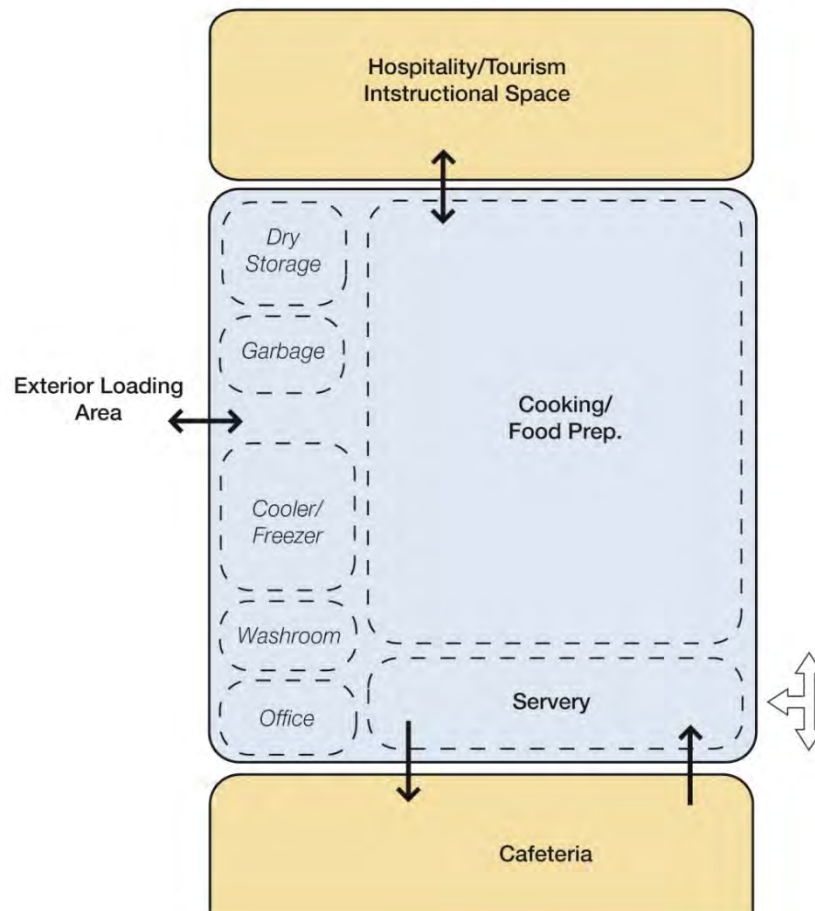 Hospitality/Tourism
Intstructional Space
Dry
Storage
Garbage
Exterior Loading
Area
Cooking/
Food Prep.
Cooler/
Freezer
Washroom
Office
Servery
Cafeteria